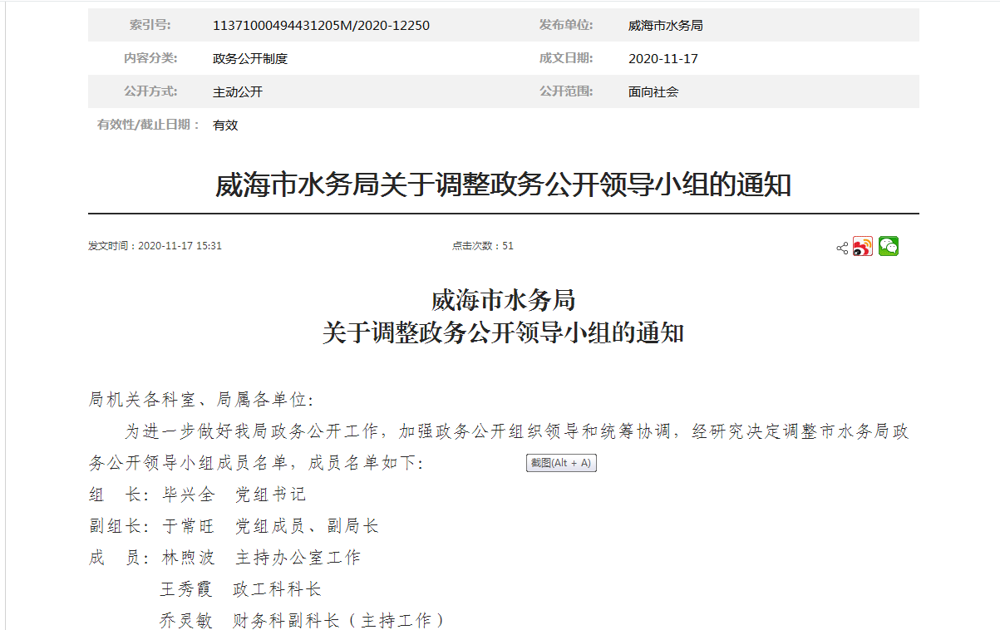 索引号: 11371000494431205M/2020-12250 发布单位: 威海市水务局
内容分类: 政务公开制度 成文日期: 2020-11-17
公开方式: 主动公开 公开范围: 面向社会
有效性/截止日期： 有效
威海市水务局关于调整政务公开领导小组的通知
发文时间：2020-11-17 15:31 点击次数：51
威海市水务局
关于调整政务公开领导小组的通知
局机关各科室、局属各单位：
为进一步做好我局政务公开工作，加强政务公开组织领导和统筹协调，经研究决定调整市水务局政
务公开领导小组成员名单，成员名单如下：
截图(Alt + A)
组 长：毕兴全 党组书记
副组长：于常旺 党组成员、副局长
成 员：林煦波 主持办公室工作
王秀霞 政工科科长
乔灵敏 财务科副科长（主持工作）